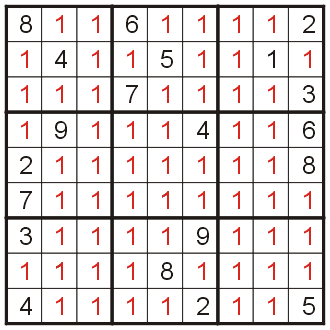 8 1 1 6 1 1 1 1 2
1 4 1 1 5 1 1 1 1
1 1 1 7 1 1 1 1 3
1 9 1 1 1 4 1 1 6
2 1 1 1 1 1 1 1 8
7 1 1 1 1 1 1 1 1
3 1 1 1 1 9 1 1 1
1 1 1 1 8 1 1 1 1
4 1 1 1 1 2 1 1 5